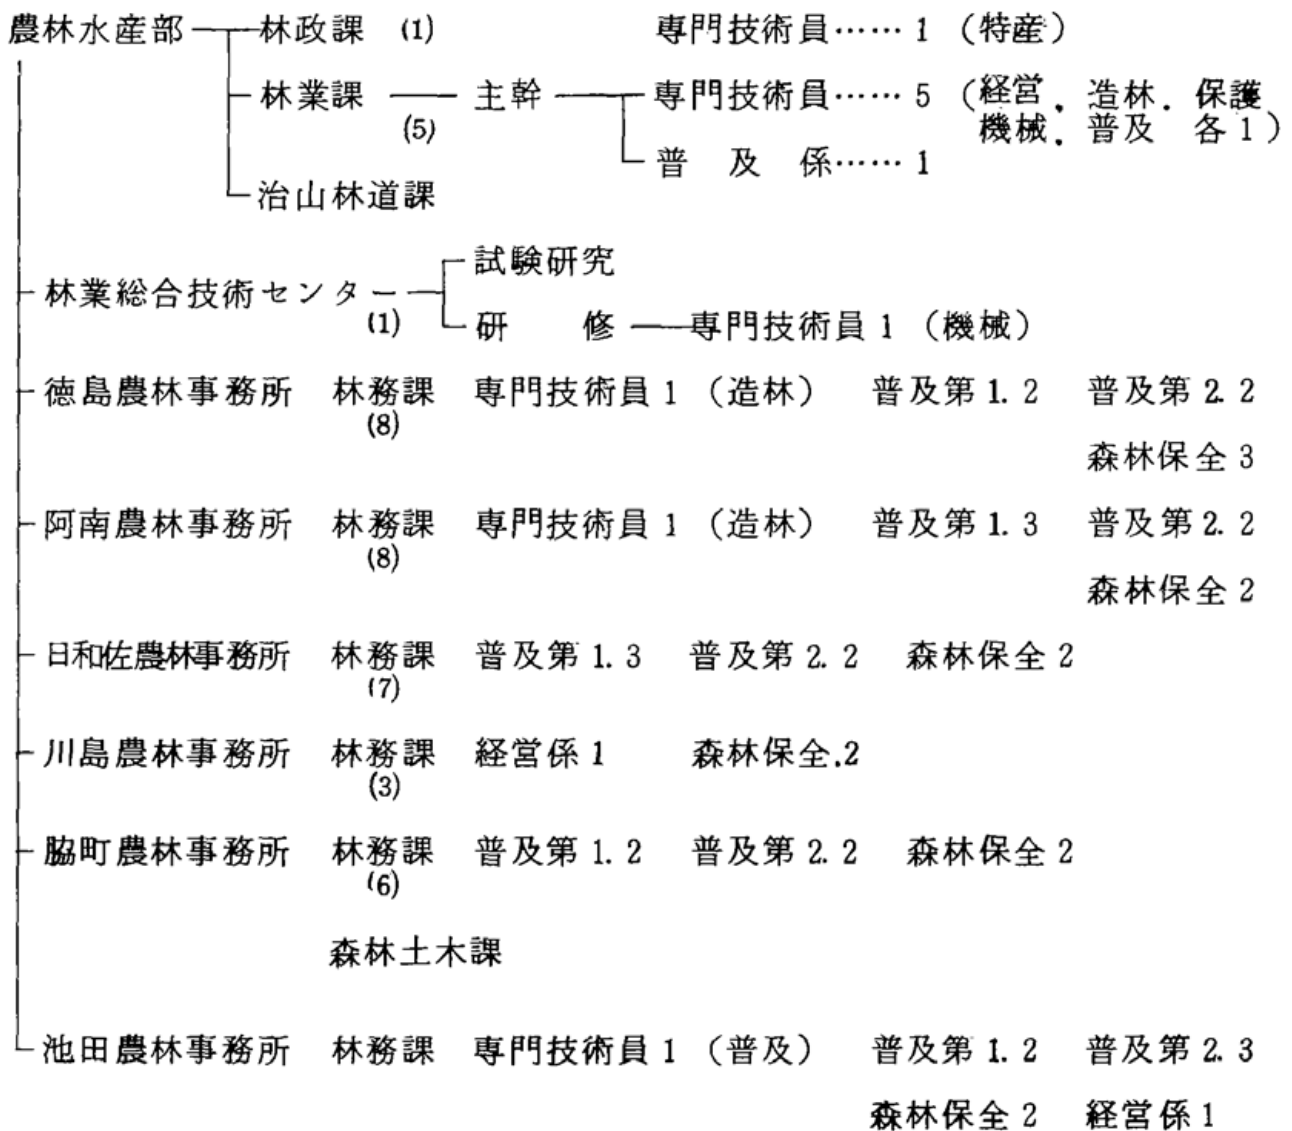 農林水産部 林政課 (1) 専門技術員…… 1 (特産)
林業課 主幹 専門技術員…… 5 (経営. 造林. 保護
(5) 機械. 普及 各1)
普及係…… 1
治山林道課
試験研究
林業総合技術センター
(1) 研修 専門技術員 1 (機械)
徳島農林事務所 林務課 専門技術員 1 (造林) 普及第1. 2 普及第2. 2
(8)
森林保全 3
阿南農林事務所 林務課 専門技術員 1 (造林) 普及第1. 3 普及第2. 2
(8)
森林保全 2
日和佐農林事務所 林務課 普及第1. 3 普及第2. 2 森林保全 2
(7)
川島農林事務所 林務課 経営係 1 森林保全.2
(3)
脇町農林事務所 林務課 普及第1. 2 普及第2. 2 森林保全 2
(6)
森林土木課
池田農林事務所 林務課 専門技術員 1 (普及) 普及第1. 2 普及第2. 3
森林保全 2 経営係 1